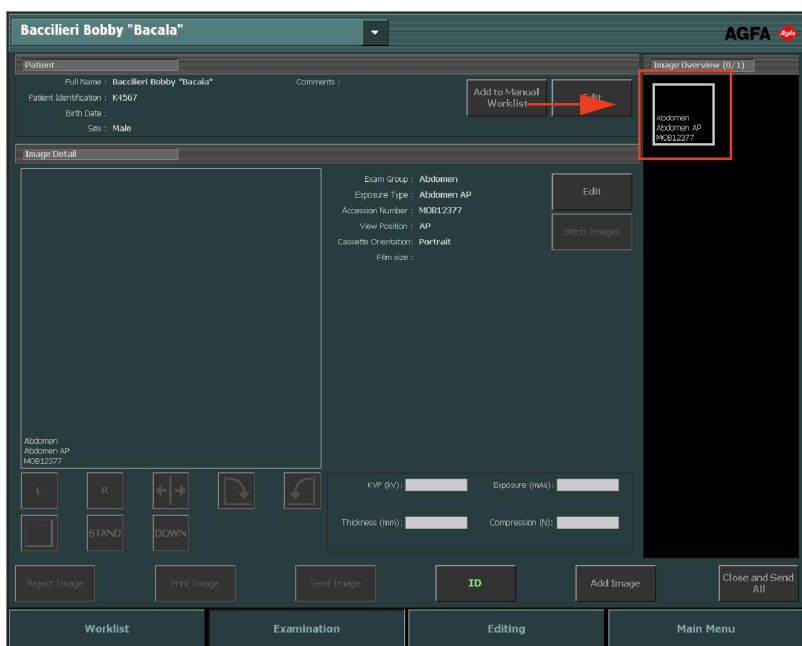 Baccilieri Bobby "Bacala"
AGFA
Agfa
Patient
Full Name : Baccilieri Bobby "Bacala"
Patient Identification : K4567
Birth Date :
Sex : Male
Comments :
Add to Manual
Worklist
Edit
Image Overview (0/1)
Abdomen
Abdomen AP
MOB12377
Image Detail
Exam Group : Abdomen
Exposure Type : Abdomen AP
Accession Number : MOB12377
View Position : AP
Cassette Orientation: Portrait
Film size :
Edit
Stitch Images
Abdomen
Abdomen AP
MOB12377
L
R
STAND
DOWN
KVP (kV):
Exposure (mAs):
Thickness (mm):
Compression (N):
Reject Image
Print Image
Send Image
ID
Add Image
Close and Send
All
Worklist
Examination
Editing
Main Menu